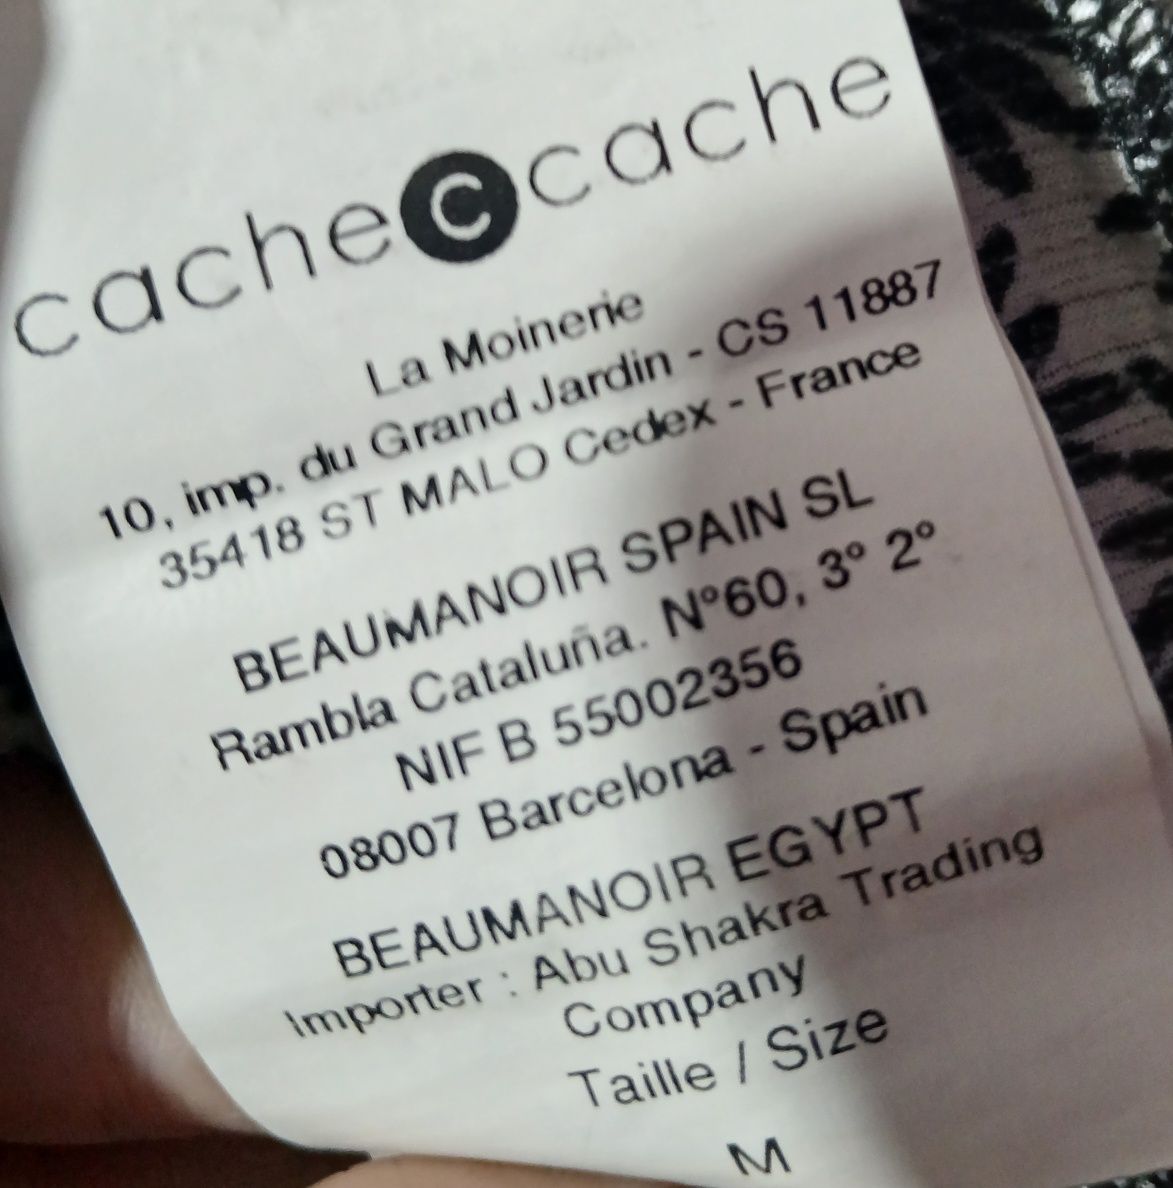 cache C cache
La Moinerie
10, imp. du Grand Jardin - CS 11887
35418 ST MALO Cedex - France
BEAUMANOIR SPAIN SL
Rambla Cataluña. N°60, 3° 2°
NIF B 55002356
08007 Barcelona - Spain
BEAUMANOIR EGYPT
Importer : Abu Shakra Trading
Company
Taille / Size
M